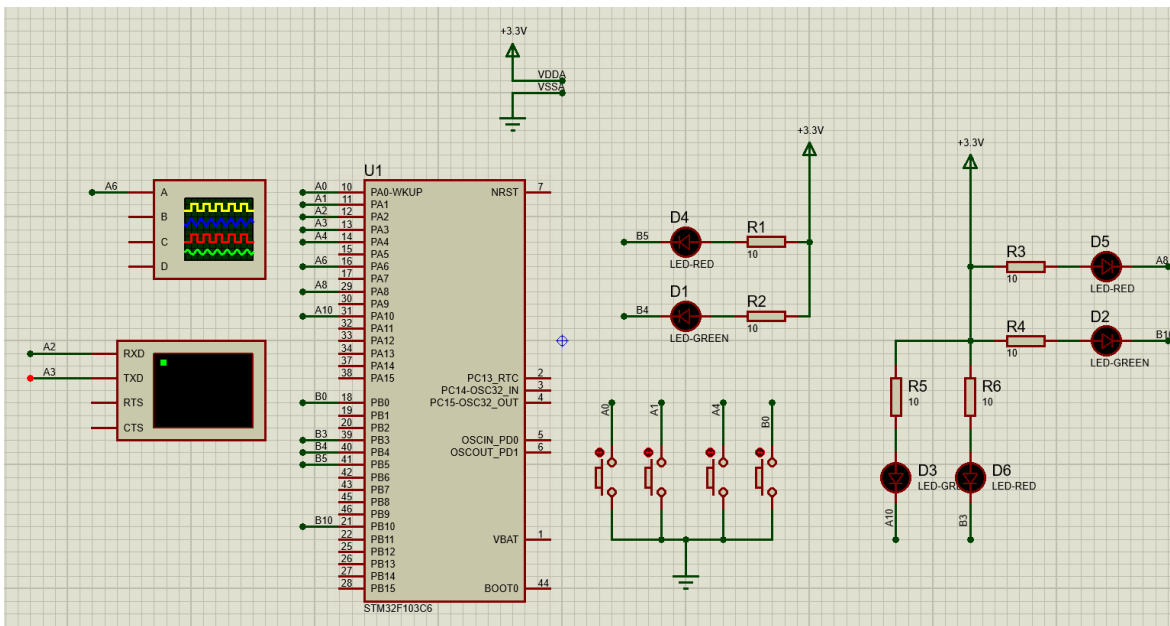 +3.3V
VDDA
VSSA
+3.3V
+3.3V
A6
A
B
C
D
A2
RXD
A3
TXD
RTS
CTS
U1
A0 10 PA0-WKUP
A1 11 PA1
A2 12 PA2
A3 13 PA3
A4 14 PA4
15 PA5
A6 16 PA6
17 PA7
A8 29 PA8
30 PA9
A10 31 PA10
32 PA11
33 PA12
34 PA13
37 PA14
38 PA15
B0 18 PB0
19 PB1
20 PB2
B3 39 PB3
B4 40 PB4
B5 41 PB5
42 PB6
43 PB7
45 PB8
46 PB9
B10 21 PB10
22 PB11
25 PB12
26 PB13
27 PB14
28 PB15
NRST 7
PC13_RTC 2
PC14-OSC32_IN 3
PC15-OSC32_OUT 4
OSCIN_PD0 5
OSCOUT_PD1 6
VBAT 1
BOOT0 44
STM32F103C6
B5
D4
LED-RED
R1
10
B4
D1
LED-GREEN
R2
10
A0
A1
A4
B0
R3
10
D5
LED-RED
A8
R4
10
D2
LED-GREEN
R5
10
R6
10
D3
D6
LED-RED
A10
B3